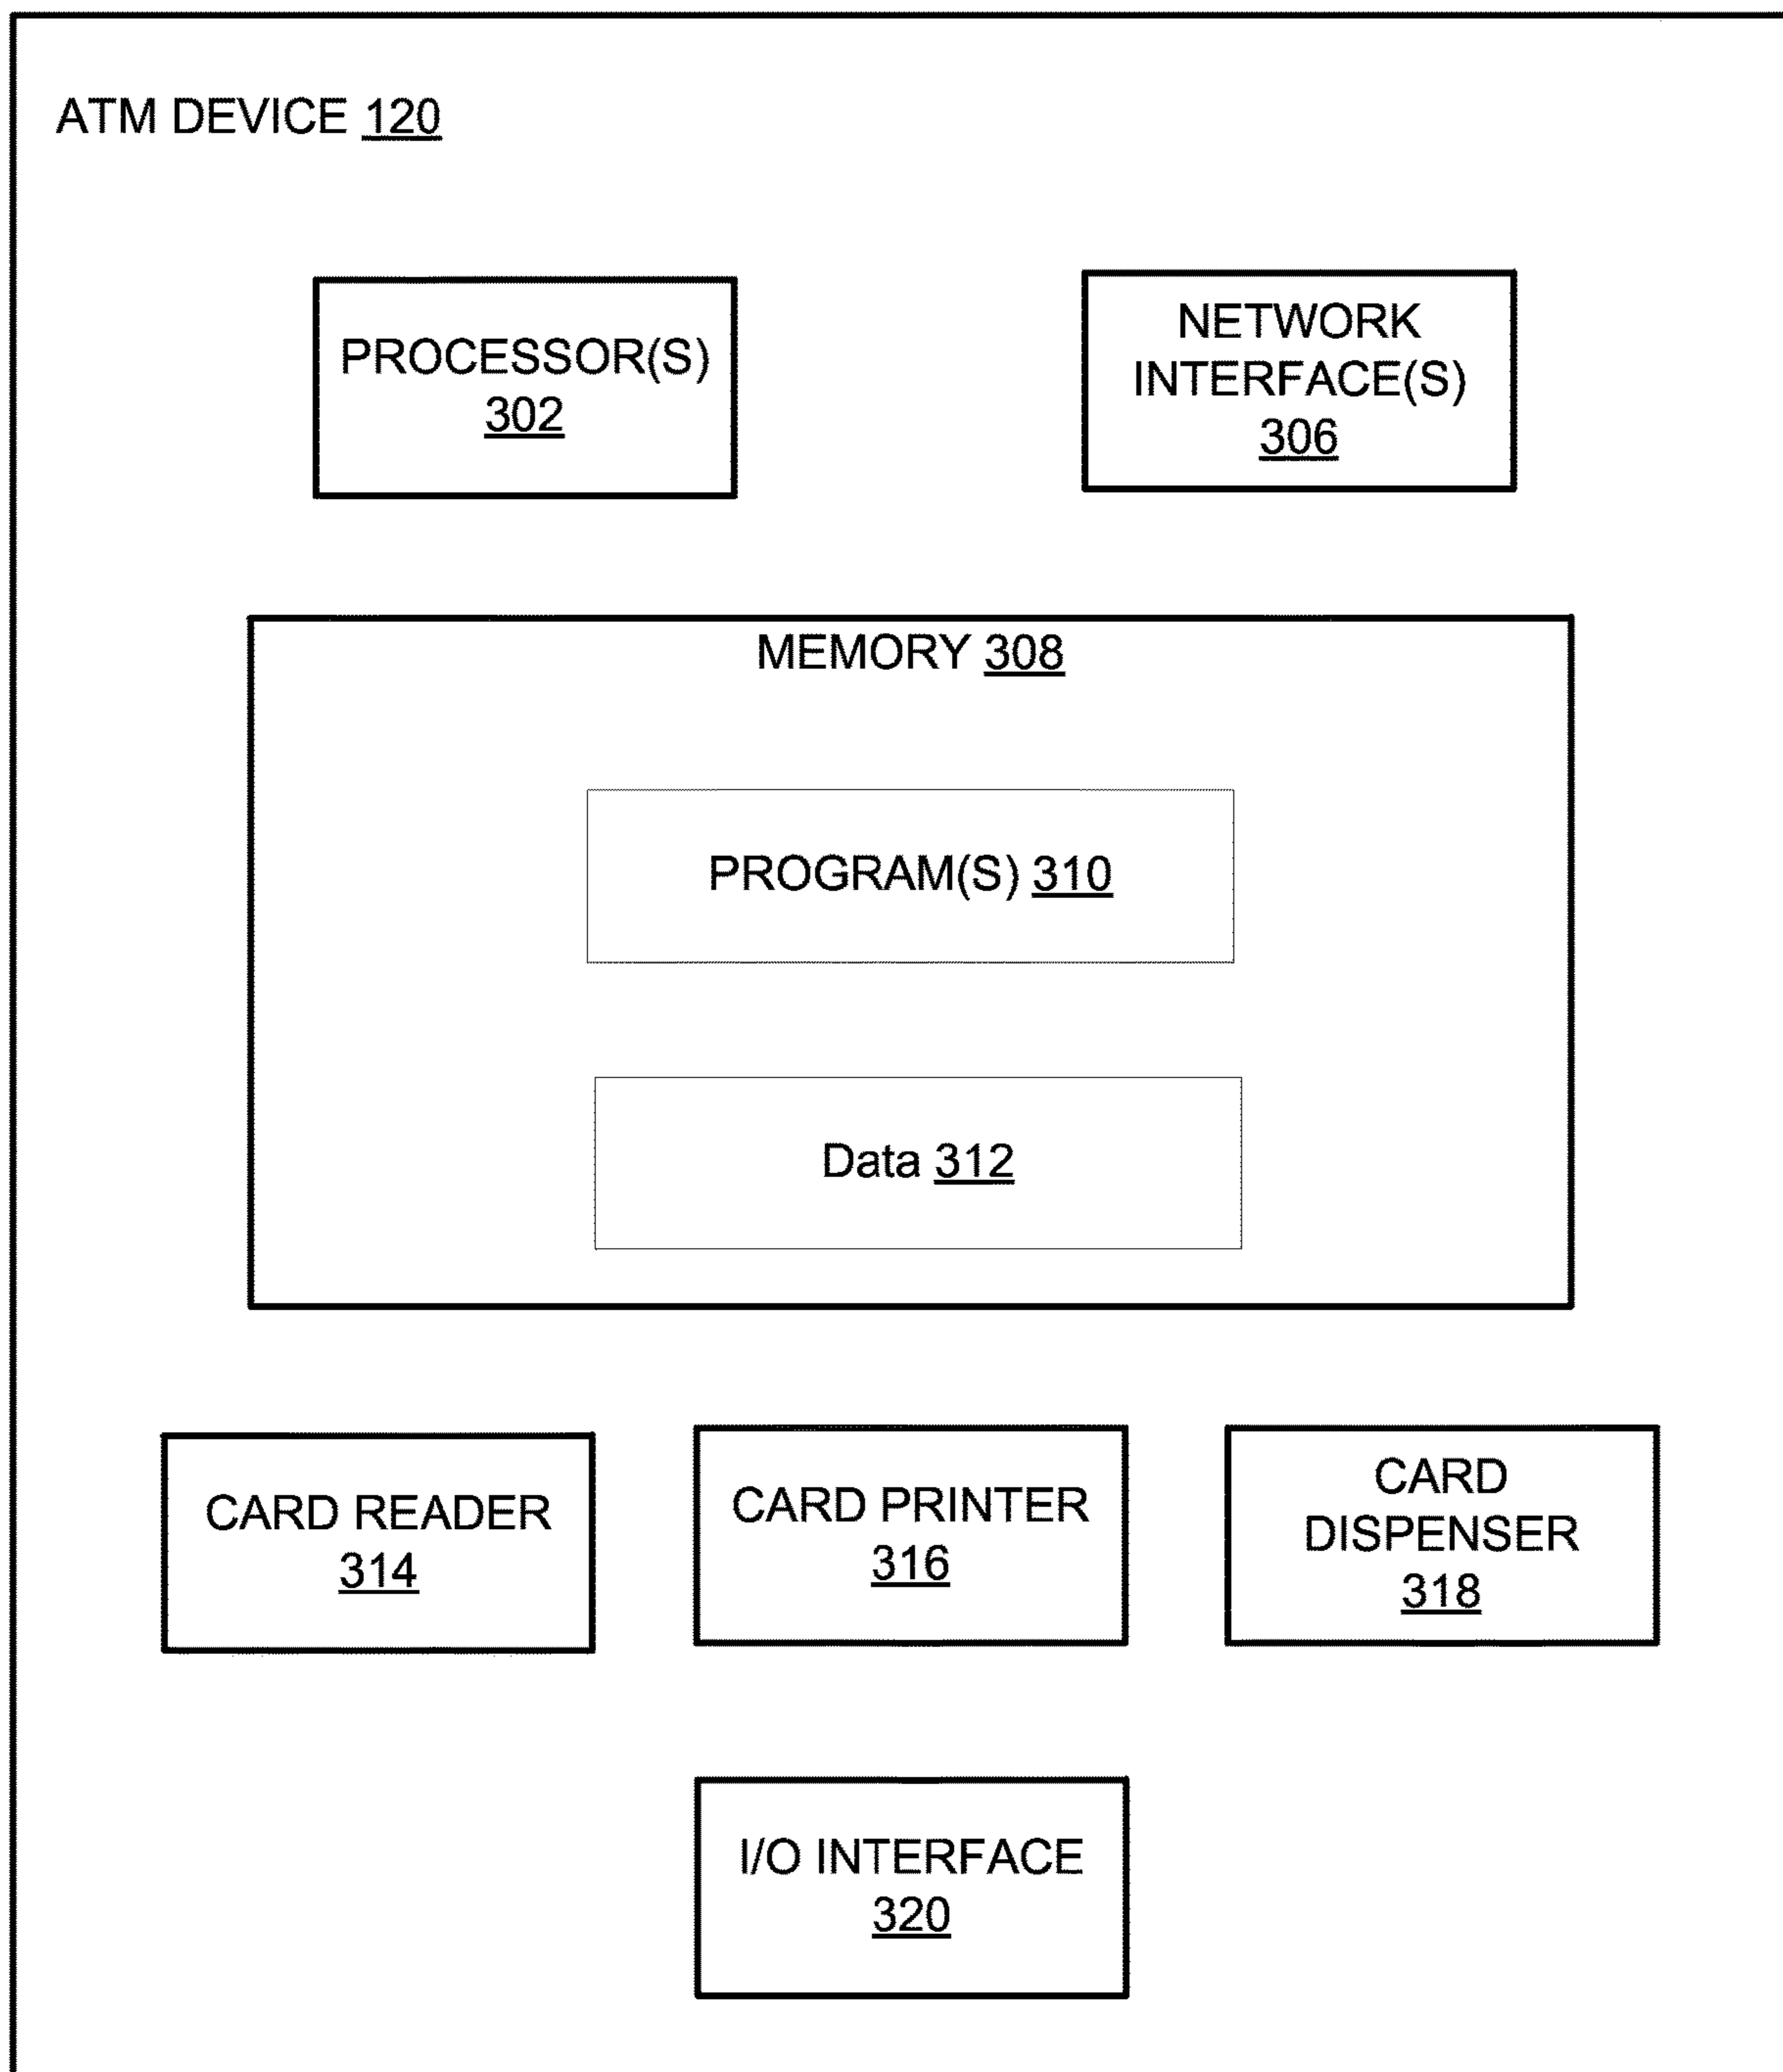 ATM DEVICE 120
PROCESSOR(S)
302
NETWORK
INTERFACE(S)
306
MEMORY 308
PROGRAM(S) 310
Data 312
CARD READER
314
CARD PRINTER
316
CARD
DISPENSER
318
I/O INTERFACE
320